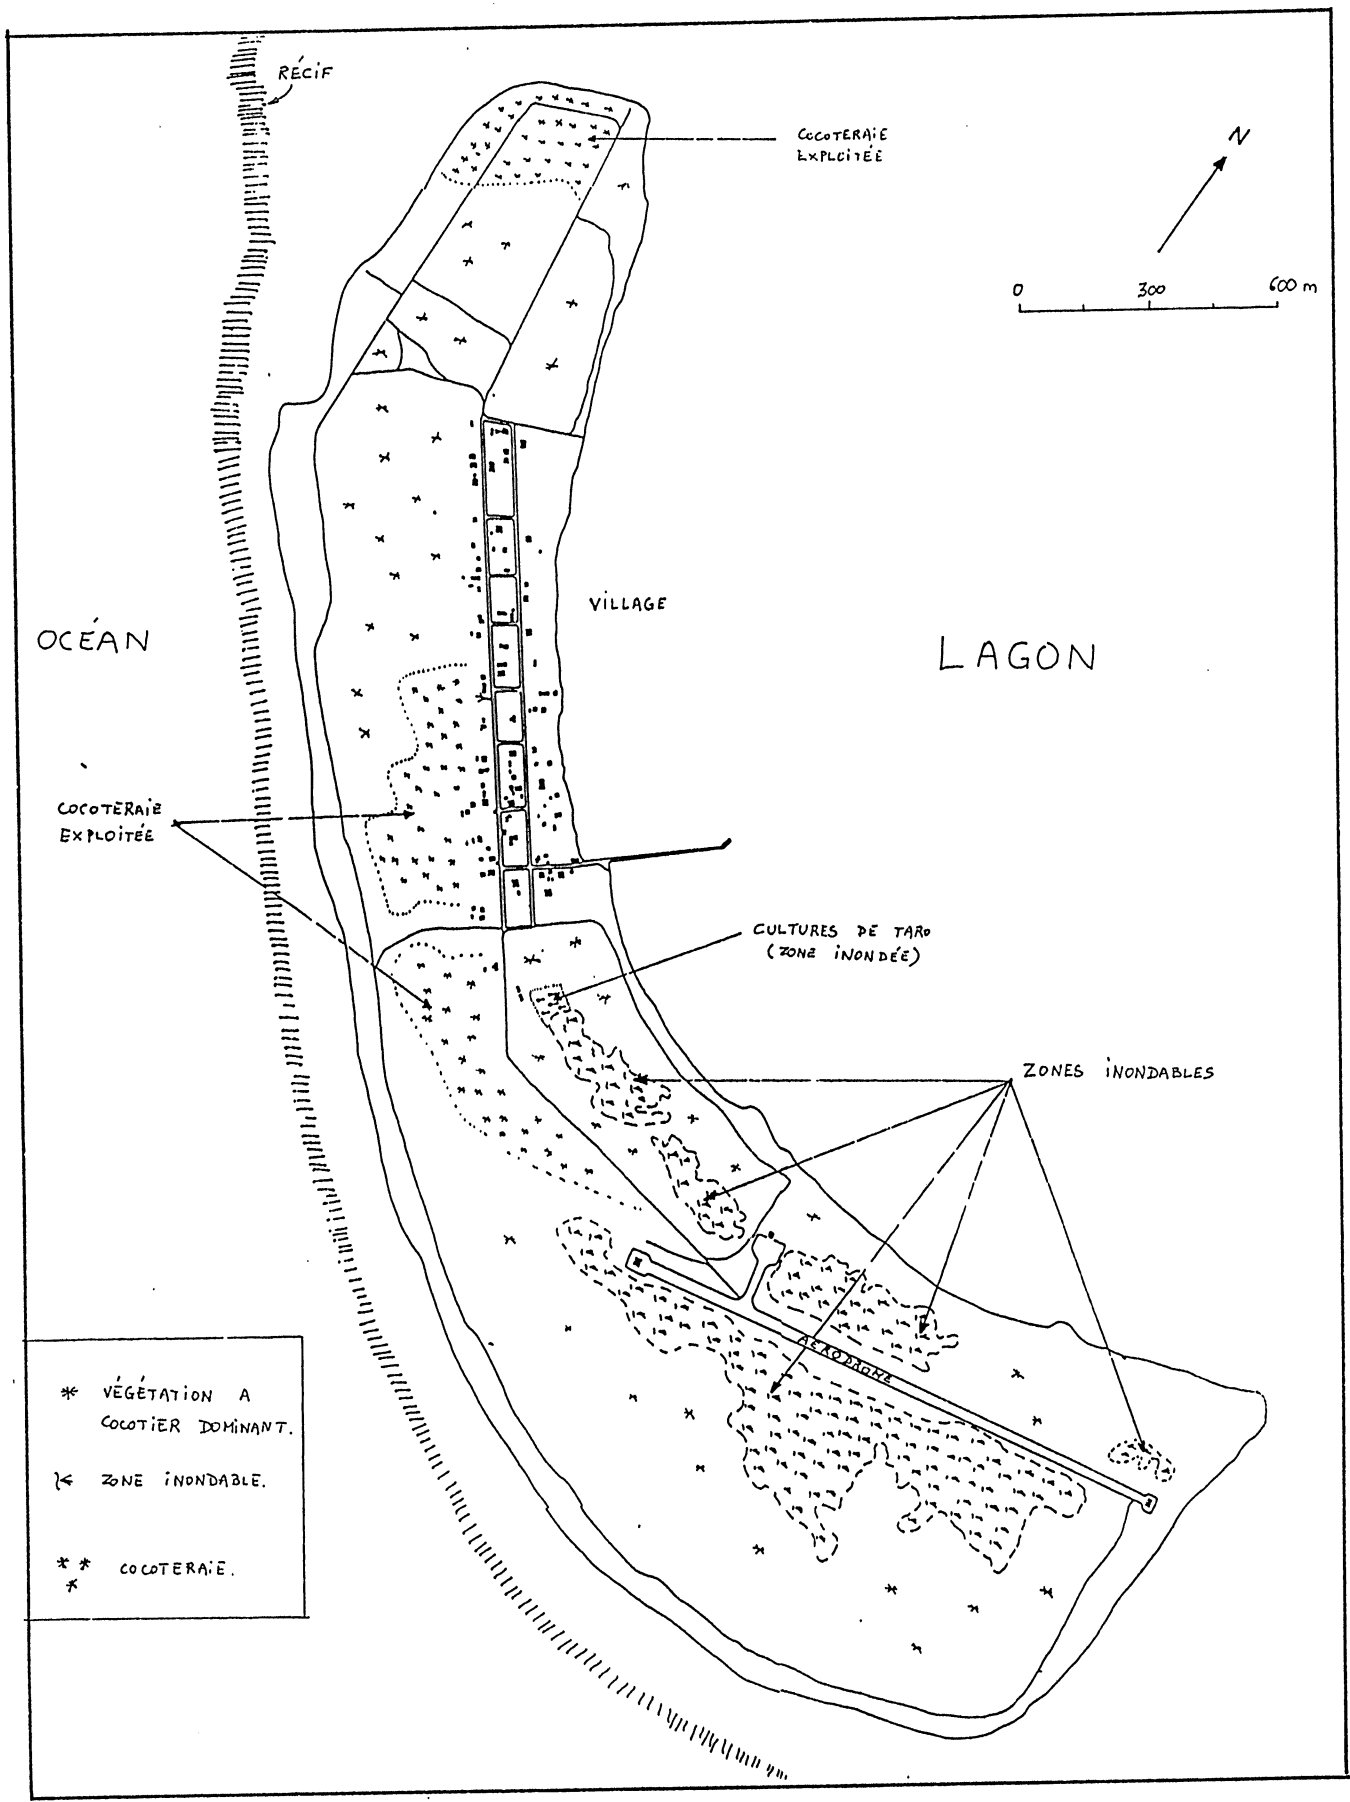 RÉCIF
COCOTERAIE
EXPLOITÉE
N
0 300 600 m
VILLAGE
OCÉAN
LAGON
COCOTERAIE
EXPLOITÉE
CULTURES DE TARO
(ZONE INONDÉE)
ZONES INONDABLES
AERODROME
VÉGÉTATION A
COCOTIER DOMINANT.
ZONE INONDABLE.
COCOTERAIE.